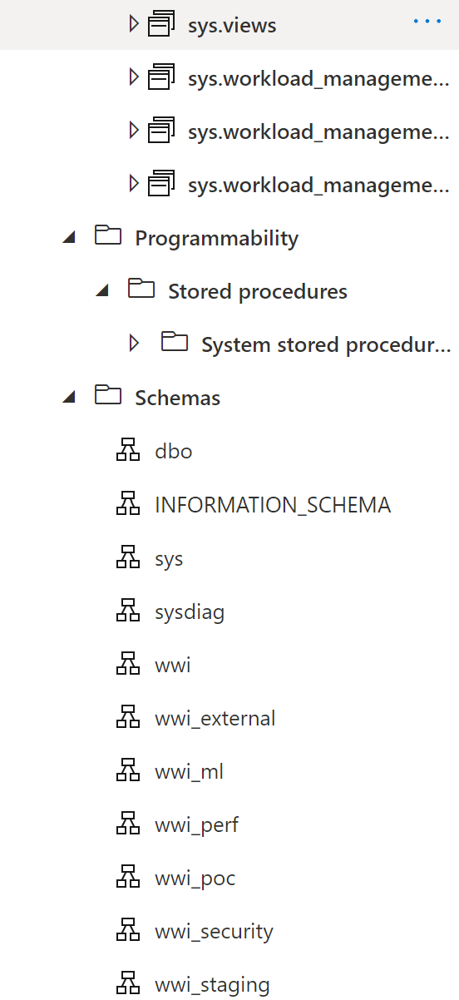 sys.views
sys.workload_manageme...
sys.workload_manageme...
sys.workload_manageme...
Programmability
Stored procedures
System stored procedur...
Schemas
dbo
INFORMATION_SCHEMA
sys
sysdiag
wwi
wwi_external
wwi_ml
wwi_perf
wwi_poc
wwi_security
wwi_staging